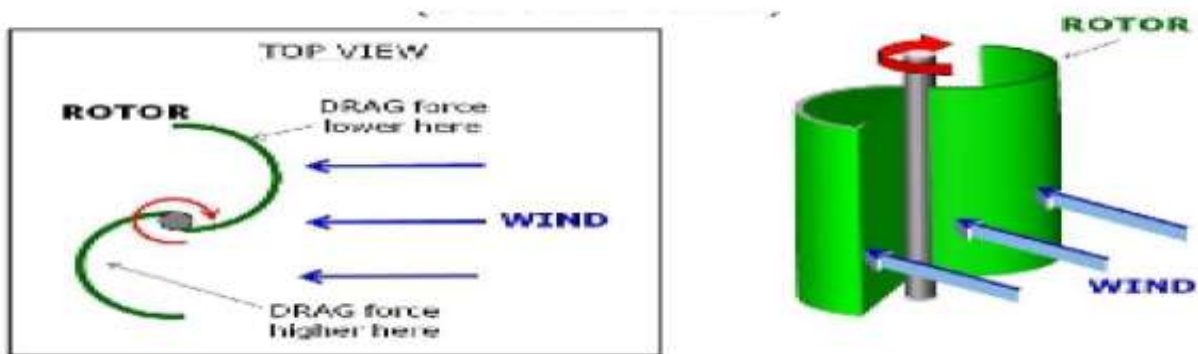 TOP VIEW
ROTOR
DRAG force
lower here
WIND
DRAG force
higher here
ROTOR
WIND